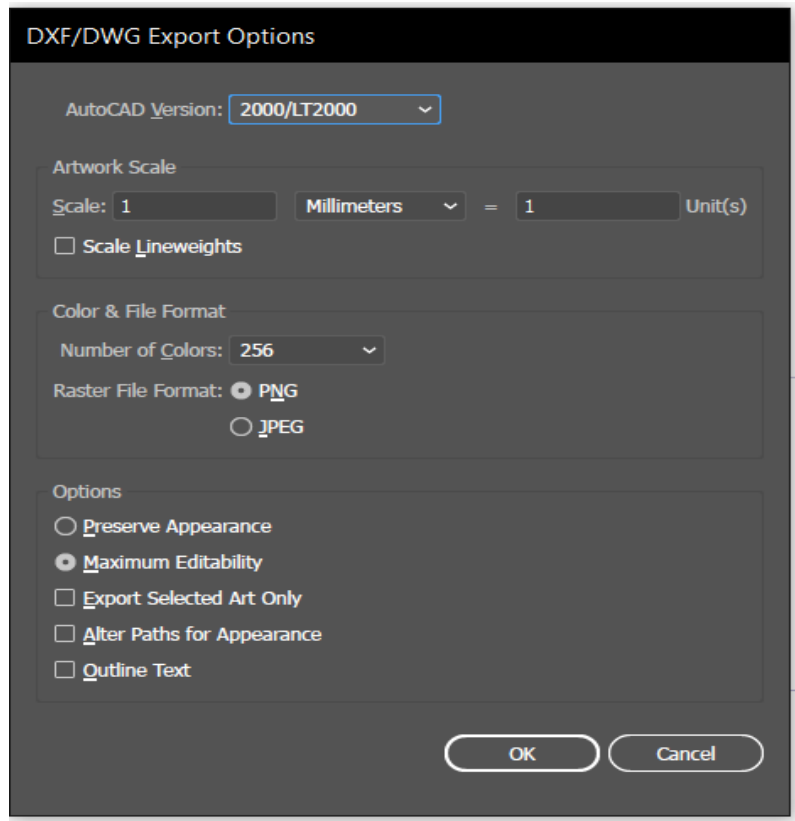 DXF/DWG Export Options
AutoCAD Version: 2000/LT2000
Artwork Scale
Scale: 1 Millimeters = 1 Unit(s)
Scale Lineweights
Color & File Format
Number of Colors: 256
Raster File Format: PNG
JPEG
Options
Preserve Appearance
Maximum Editability
Export Selected Art Only
Alter Paths for Appearance
Outline Text
OK Cancel